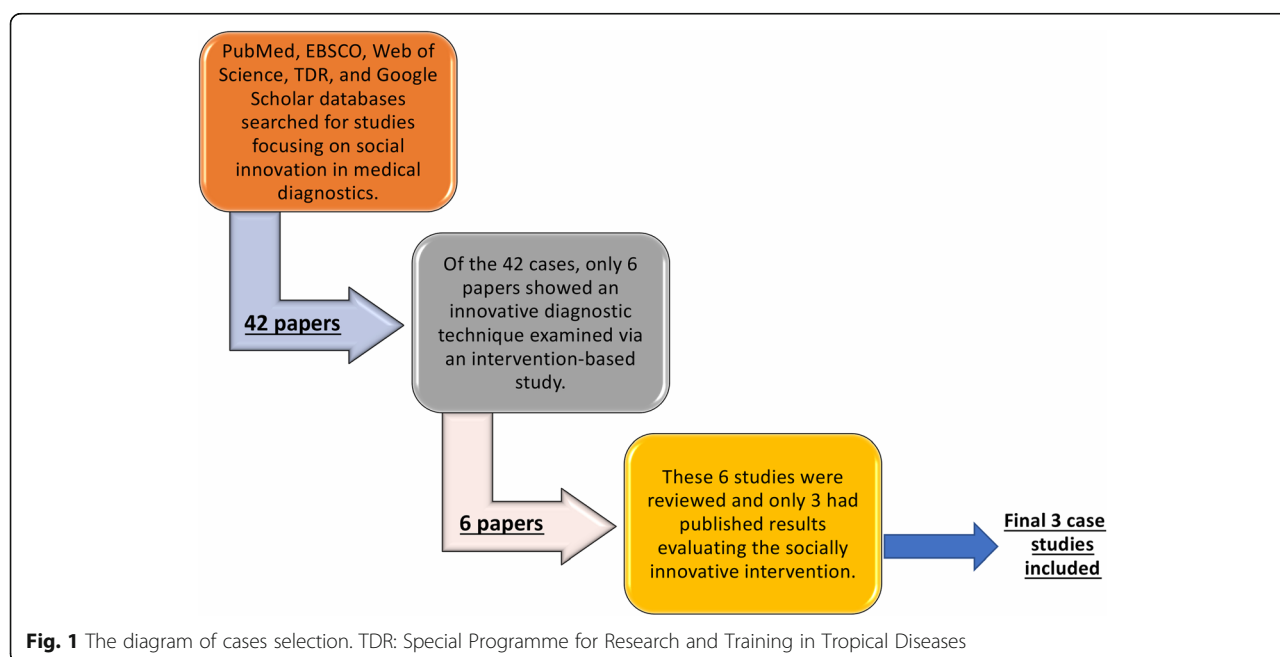 PubMed, EBSCO, Web of
Science, TDR, and Google
Scholar databases
searched for studies
focusing on social
innovation in medical
diagnostics.
42 papers
Of the 42 cases, only 6
papers showed an
innovative diagnostic
technique examined via
an intervention-based
study.
6 papers
These 6 studies were
reviewed and only 3 had
published results
evaluating the socially
innovative intervention.
Final 3 case
studies
included
Fig. 1 The diagram of cases selection. TDR: Special Programme for Research and Training in Tropical Diseases